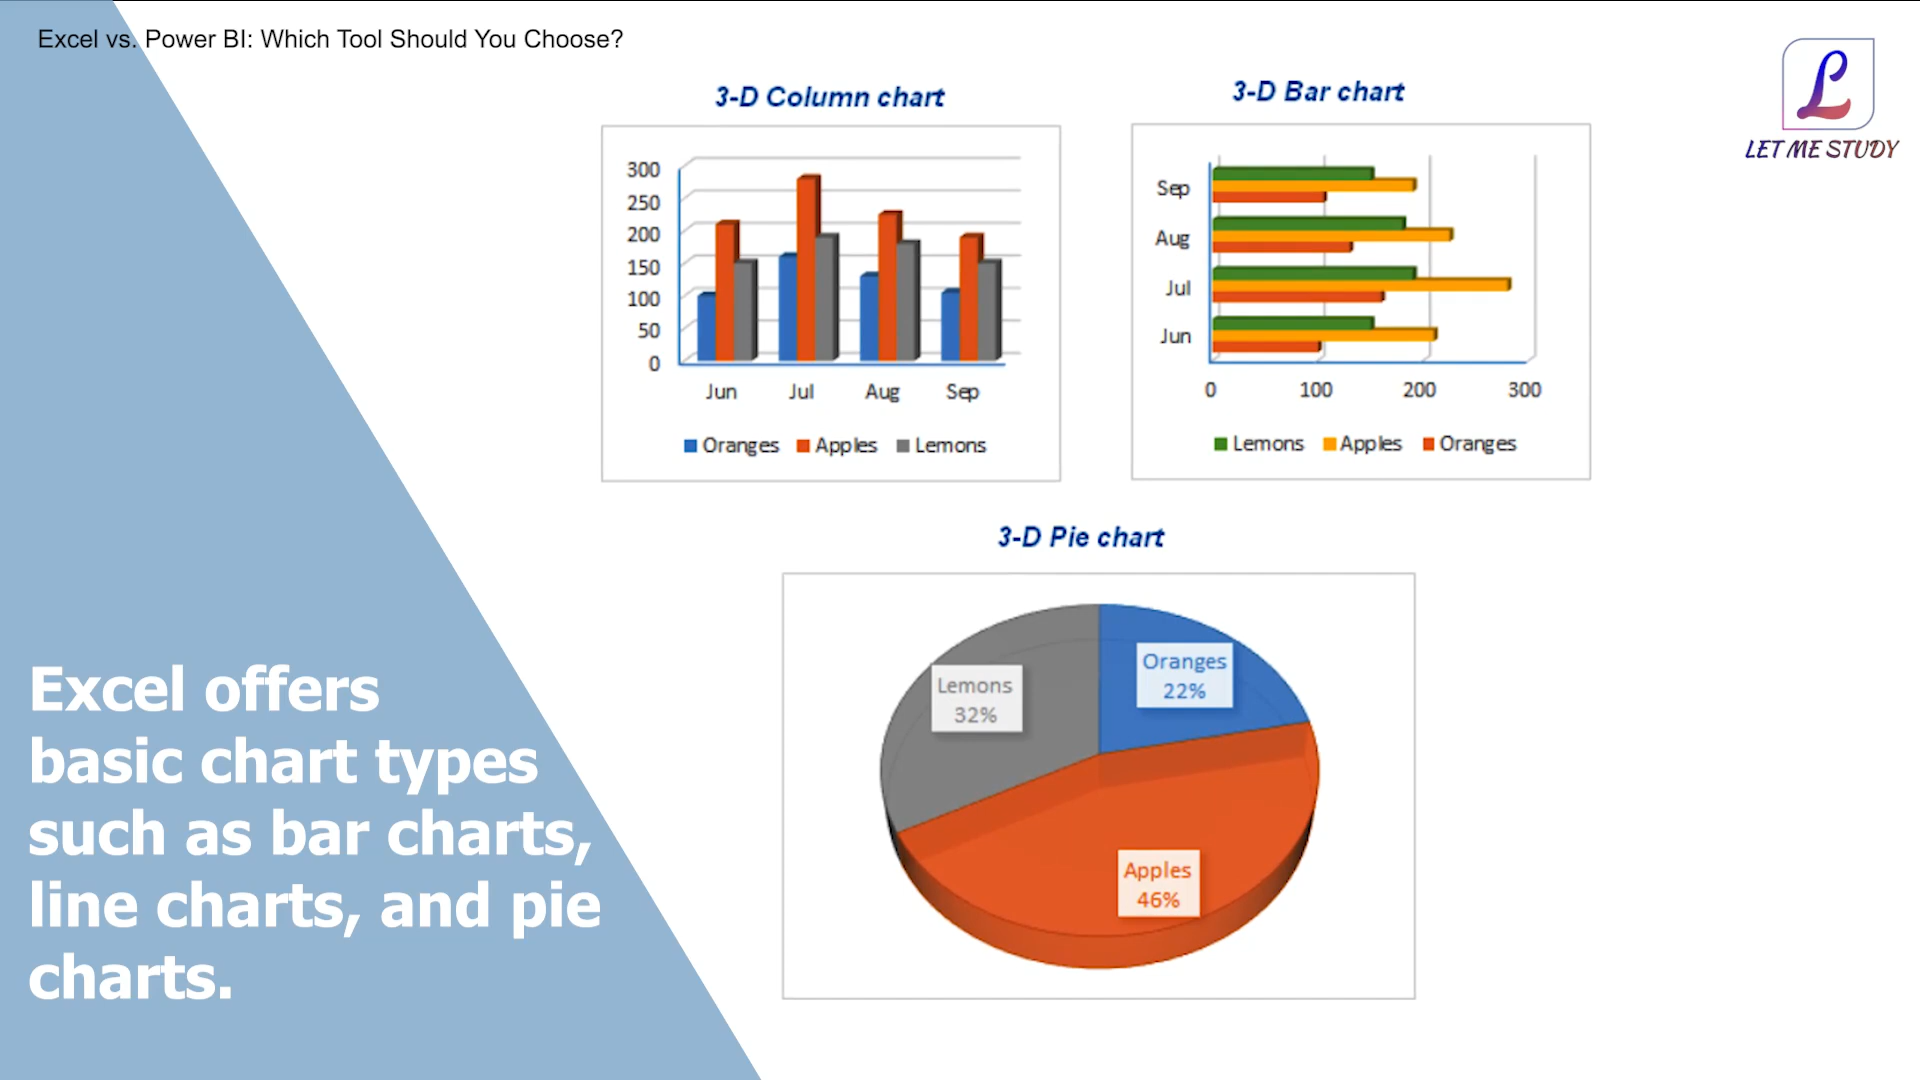 Excel vs. Power BI: Which Tool Should You Choose?
L
LET ME STUDY
3-D Column chart
300
250
200
150
100
50
0
Jun Jul Aug Sep
Oranges Apples Lemons
3-D Bar chart
Sep
Aug
Jul
Jun
0 100 200 300
Lemons Apples Oranges
3-D Pie chart
Oranges
22%
Lemons
32%
Apples
46%
Excel offers
basic chart types
such as bar charts,
line charts, and pie
charts.